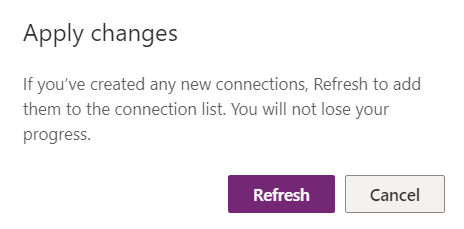 Apply changes
If you’ve created any new connections, Refresh to add
them to the connection list. You will not lose your
progress.
Refresh
Cancel